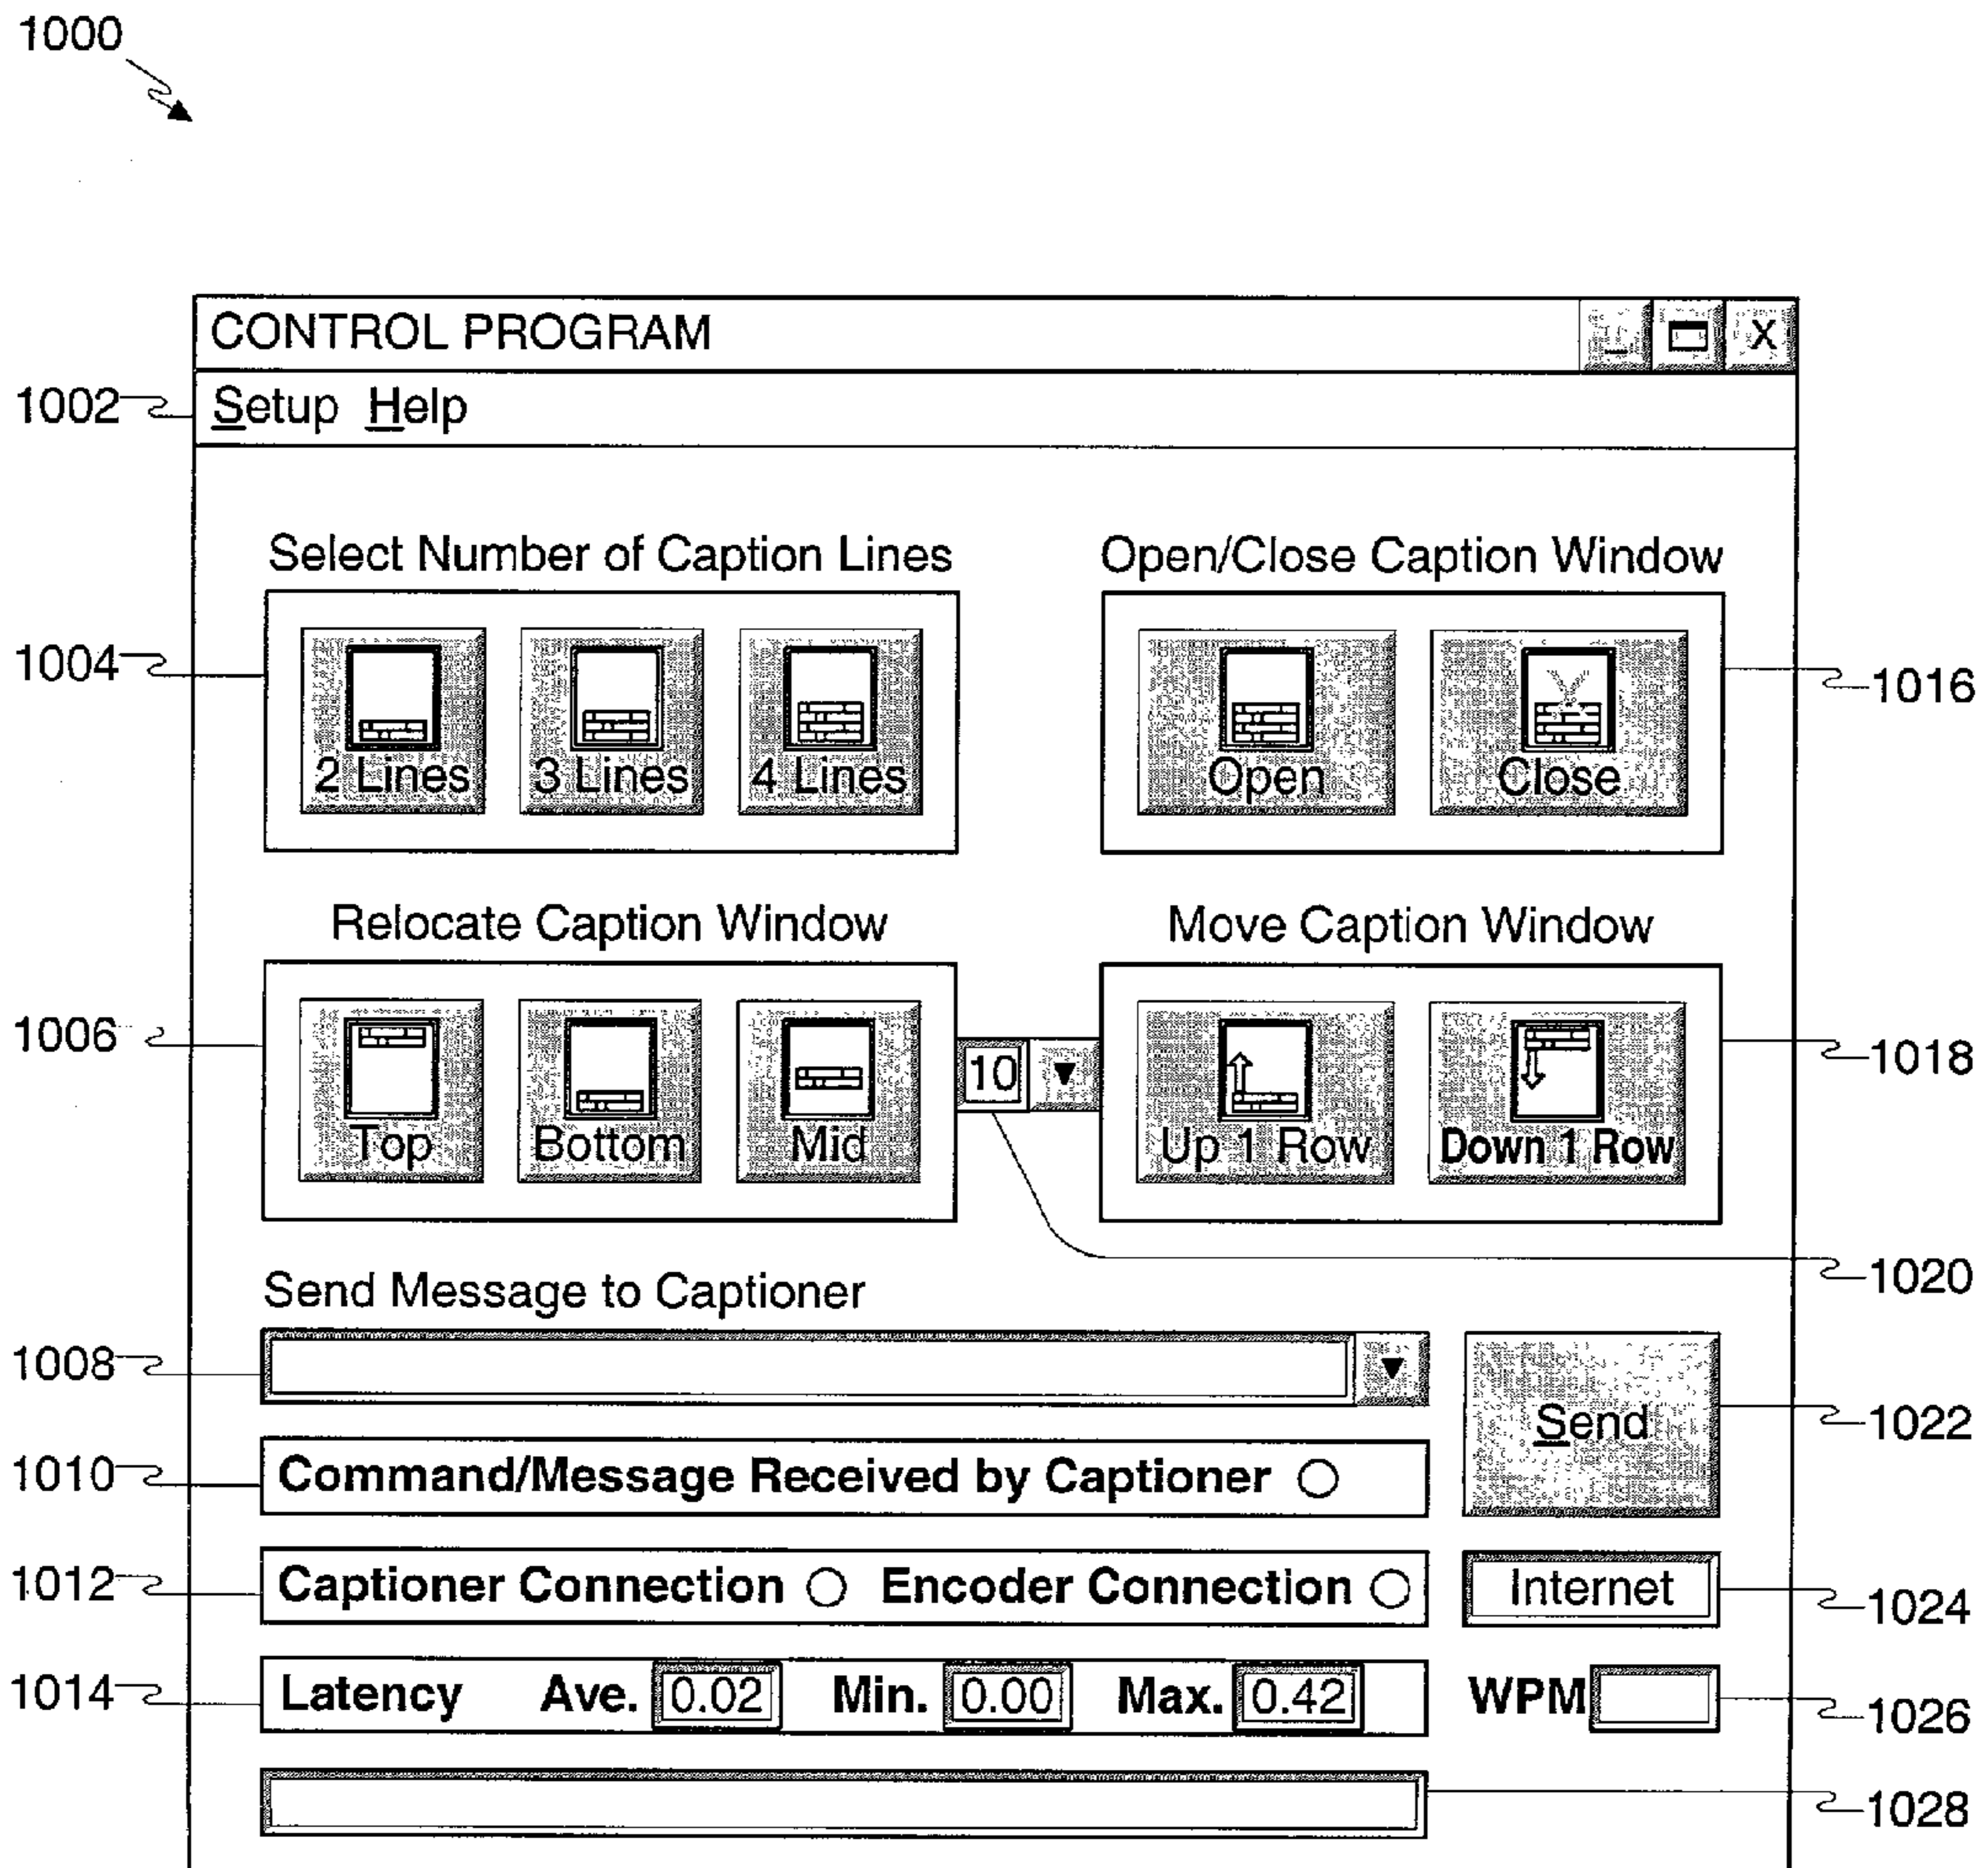 1000
CONTROL PROGRAM
X
1002
Setup Help
Select Number of Caption Lines
Open/Close Caption Window
1004
2 Lines 3 Lines 4 Lines
Open Close
1016
Relocate Caption Window
Move Caption Window
1006
Top Bottom Mid
10
Up 1 Row Down 1 Row
1018
1020
Send Message to Captioner
1008
Send
1022
1010
Command/Message Received by Captioner
1012
Captioner Connection Encoder Connection
Internet
1024
1014
Latency Ave. 0.02 Min. 0.00 Max. 0.42
WPM
1026
1028